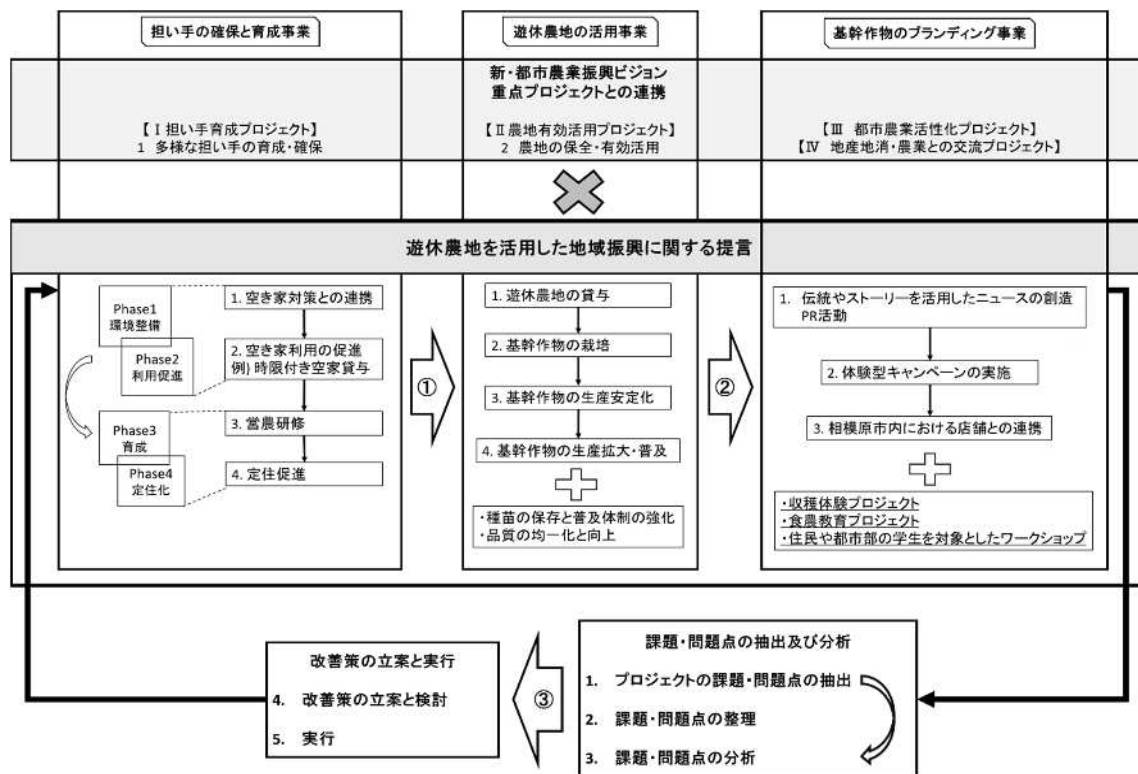 担い手の確保と育成事業
遊休農地の活用事業
基幹作物のブランディング事業
新・都市農業振興ビジョン
重点プロジェクトとの連携
【Ⅰ担い手育成プロジェクト】
1 多様な担い手の育成・確保
【Ⅱ農地有効活用プロジェクト】
2 農地の保全・有効活用
【Ⅲ 都市農業活性化プロジェクト】
【Ⅳ 地産地消・農業との交流プロジェクト】
遊休農地を活用した地域振興に関する提言
Phase1
環境整備
Phase2
利用促進
Phase3
育成
Phase4
定住化
1. 空き家対策との連携
2. 空き家利用の促進
例) 時限付き空家貸与
3. 営農研修
4. 定住促進
①
1. 遊休農地の貸与
2. 基幹作物の栽培
3. 基幹作物の生産安定化
4. 基幹作物の生産拡大・普及
・種苗の保存と普及体制の強化
・品質の均一化と向上
②
1. 伝統やストーリーを活用したニュースの創造
PR活動
2. 体験型キャンペーンの実施
3. 相模原市内における店舗との連携
・収穫体験プロジェクト
・食農教育プロジェクト
・住民や都市部の学生を対象としたワークショップ
課題・問題点の抽出及び分析
1. プロジェクトの課題・問題点の抽出
2. 課題・問題点の整理
3. 課題・問題点の分析
③
改善策の立案と実行
4. 改善策の立案と検討
5. 実行